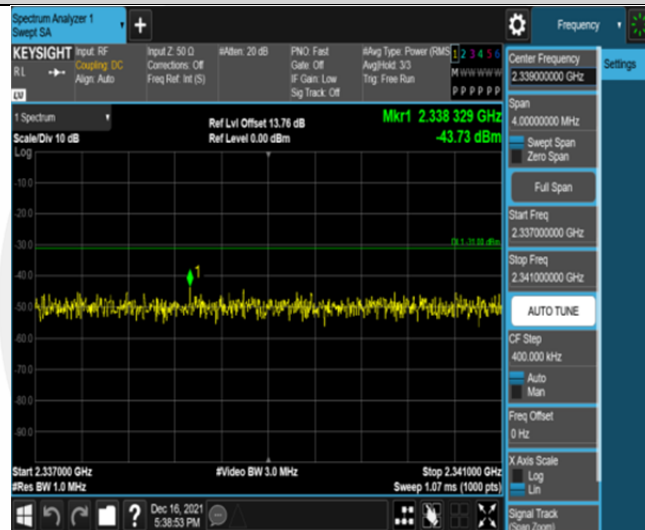 Spectrum Analyzer 1
Swept SA
+
Frequency
Settings
KEYSIGHT
RL
Input: RF
Coupling: DC
Align: Auto
Input Z: 50 Ω
Corrections: Off
Freq Ref: Int (S)
#Atten: 20 dB
PNO: Fast
Gate: Off
IF Gain: Low
Sig Track: Off
#Avg Type: Power (RMS
Avg|Hold: 3/3
Trig: Free Run
1 2 3 4 5 6
M W W W W W
P P P P P P
1 Spectrum
Scale/Div 10 dB
Log
Ref Lvl Offset 13.76 dB
Ref Level 0.00 dBm
Mkr1 2.338 329 GHz
-43.73 dBm
-10.0
-20.0
-30.0
-40.0
-50.0
-60.0
-70.0
-80.0
-90.0
DL1 -31.00 dBm
1
Start 2.337000 GHz
#Res BW 1.0 MHz
#Video BW 3.0 MHz
Stop 2.341000 GHz
Sweep 1.07 ms (1000 pts)
Center Frequency
2.339000000 GHz
Span
4.00000000 MHz
Swept Span
Zero Span
Full Span
Start Freq
2.337000000 GHz
Stop Freq
2.341000000 GHz
AUTO TUNE
CF Step
400.000 kHz
Auto
Man
Freq Offset
0 Hz
X Axis Scale
Log
Lin
Signal Track
(Span Zoom)
?
Dec 16, 2021
5:38:53 PM